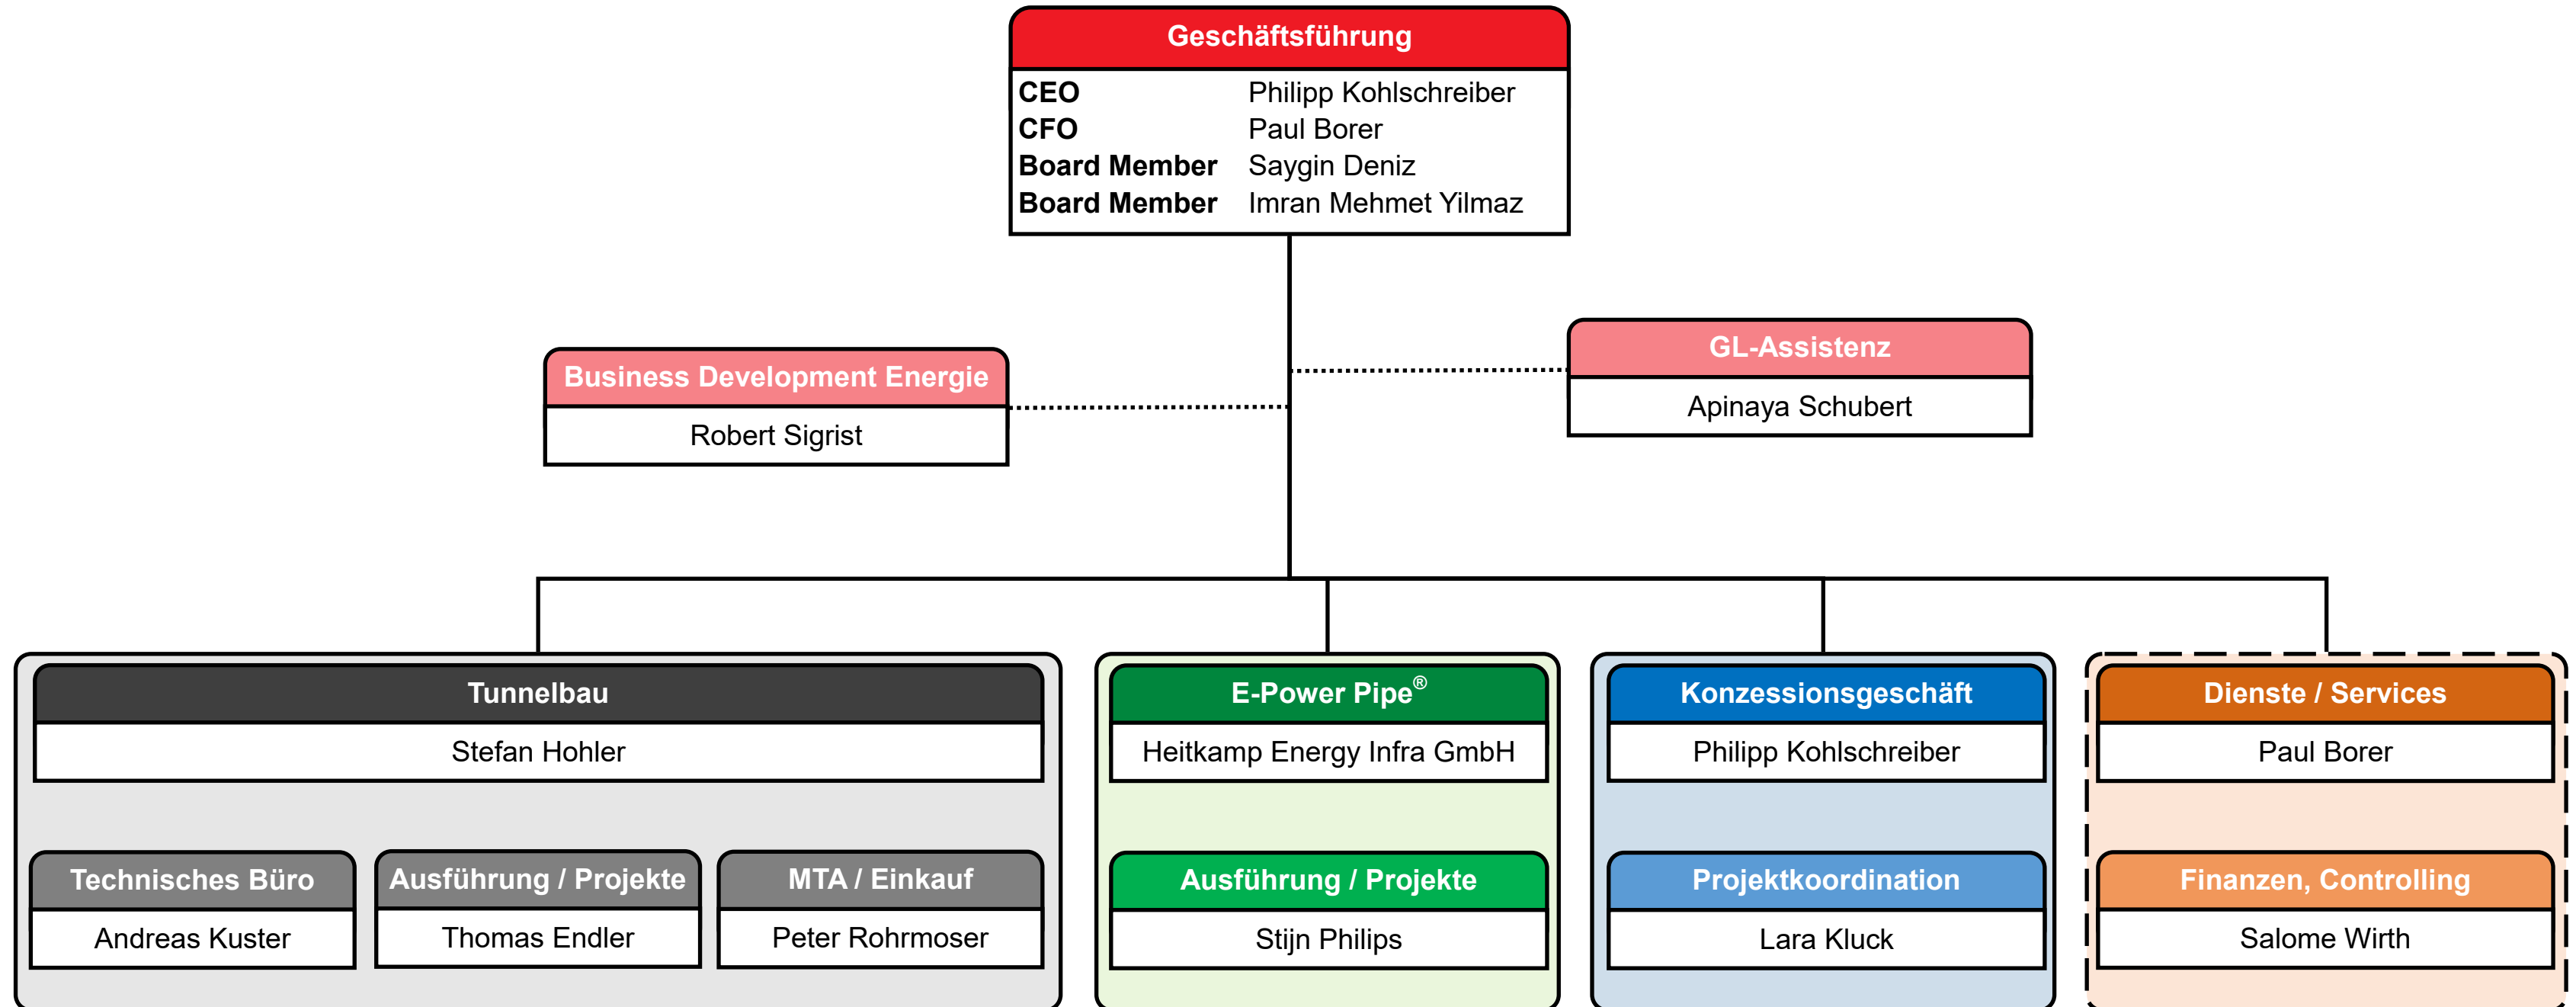 Geschäftsführung
CEO Philipp Kohlschreiber
CFO Paul Borer
Board Member Saygin Deniz
Board Member Imran Mehmet Yilmaz
GL-Assistenz
Apinaya Schubert
Business Development Energie
Robert Sigrist
Tunnelbau
Stefan Hohler
Technisches Büro
Andreas Kuster
Ausführung / Projekte
Thomas Endler
MTA / Einkauf
Peter Rohrmoser
E-Power Pipe®
Heitkamp Energy Infra GmbH
Ausführung / Projekte
Stijn Philips
Konzessionsgeschäft
Philipp Kohlschreiber
Projektkoordination
Lara Kluck
Dienste / Services
Paul Borer
Finanzen, Controlling
Salome Wirth